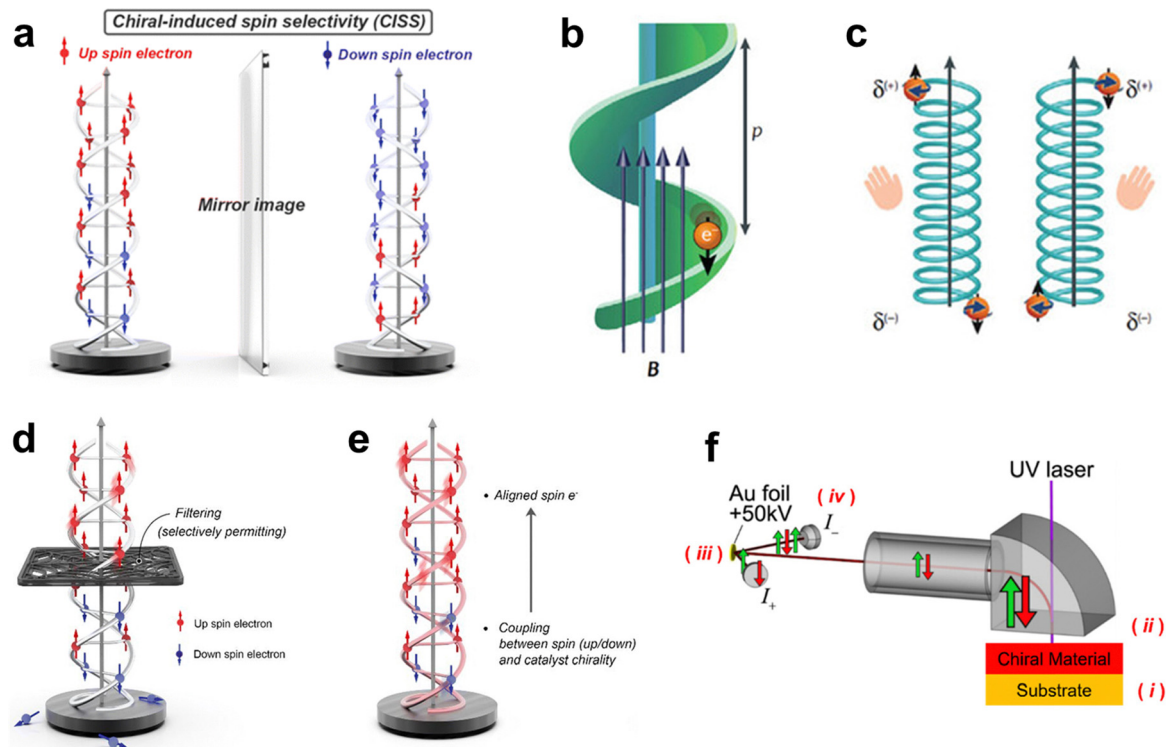 a
Chiral-induced spin selectivity (CISS)
Up spin electron
Down spin electron
Mirror image
b
p
e⁻
B
c
δ(+)
δ(+)
δ(−)
δ(−)
d
Filtering
(selectively permitting)
Up spin electron
Down spin electron
e
• Aligned spin e⁻
• Coupling
between spin (up/down)
and catalyst chirality
f
UV laser
Au foil
+50kV
(iv)
I−
(iii)
I+
(ii)
Chiral Material
Substrate
(i)